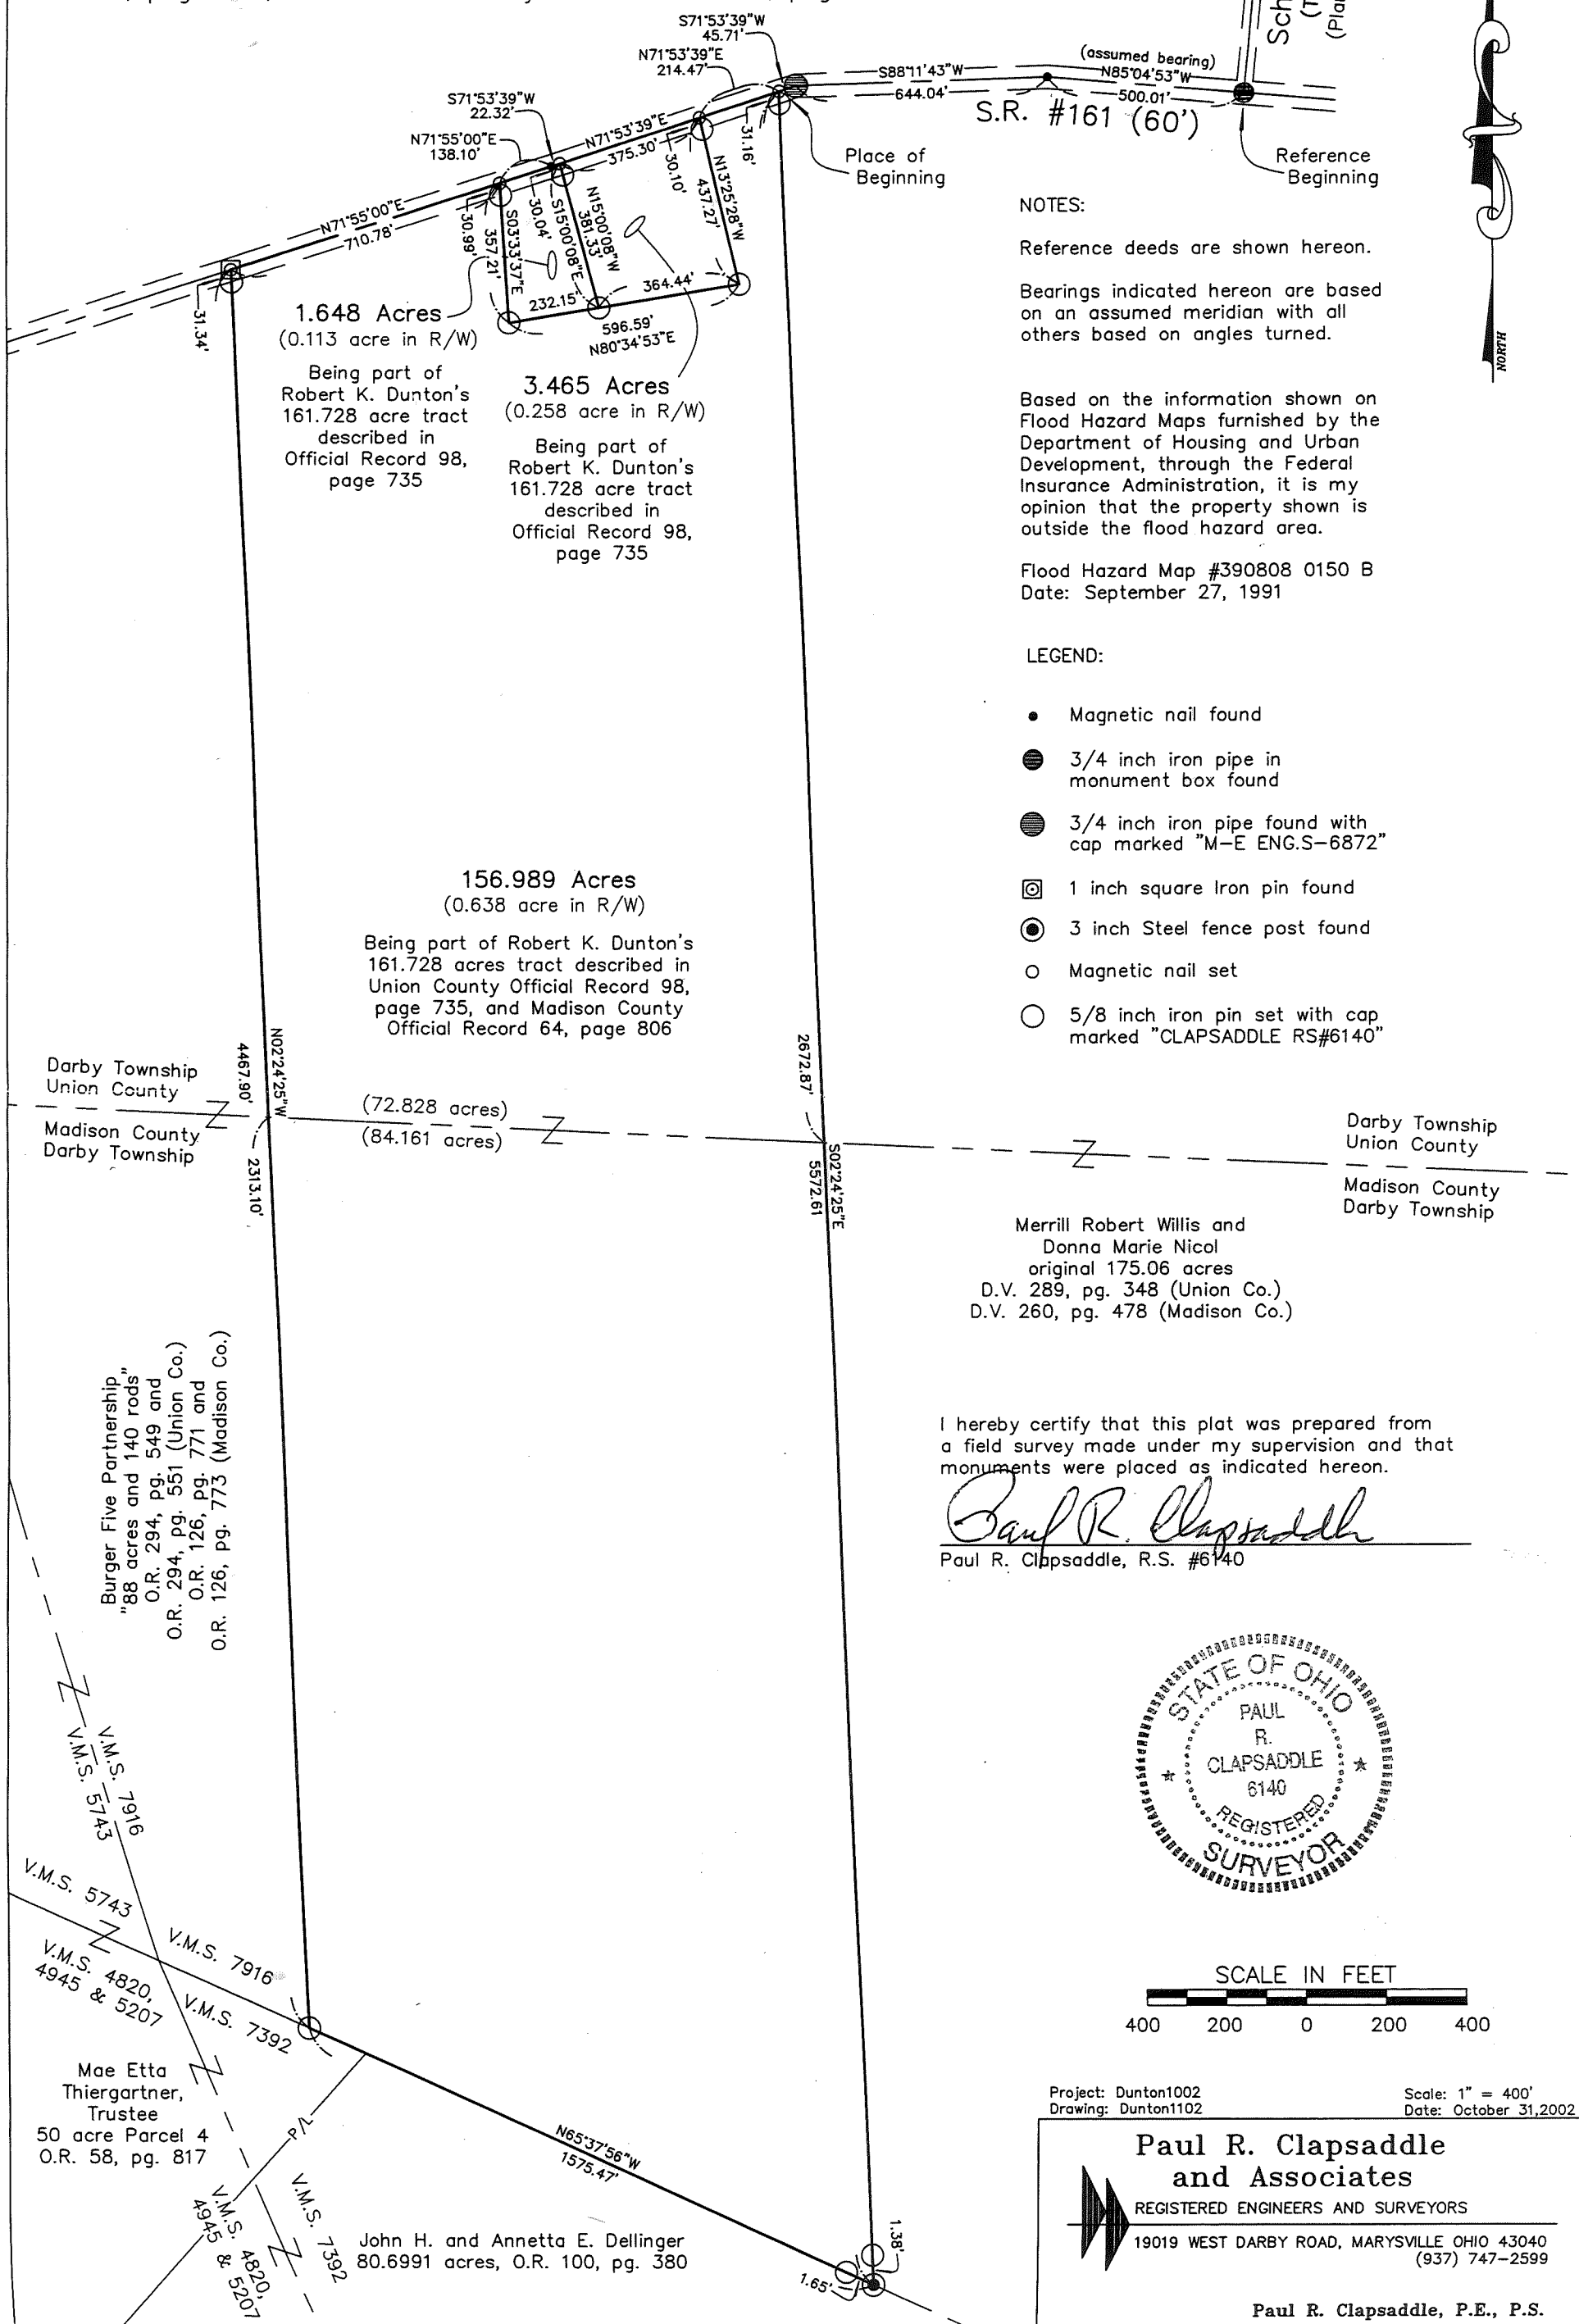 S71°53'39"W
45.71'
N71°53'39"E
214.47'
S71°53'39"W
22.32'
N71°55'00"E
138.10'
N71°53'39"E
375.30'
N71°55'00"E
710.78'
S88°11'43"W
644.04'
(assumed bearing)
N85°04'53"W
500.01'
S.R. #161 (60')
Place of
Beginning
Reference
Beginning
31.16'
30.10'
N13°25'28"W
437.27'
30.04'
S15°00'08"E
N15°00'08"W
381.33'
30.99'
S03°33'37"E
357.21'
31.34'
232.15'
364.44'
596.59'
N80°34'53"E
1.648 Acres
(0.113 acre in R/W)
Being part of
Robert K. Dunton's
161.728 acre tract
described in
Official Record 98,
page 735
3.465 Acres
(0.258 acre in R/W)
Being part of
Robert K. Dunton's
161.728 acre tract
described in
Official Record 98,
page 735
NORTH
NOTES:
Reference deeds are shown hereon.
Bearings indicated hereon are based
on an assumed meridian with all
others based on angles turned.
Based on the information shown on
Flood Hazard Maps furnished by the
Department of Housing and Urban
Development, through the Federal
Insurance Administration, it is my
opinion that the property shown is
outside the flood hazard area.
Flood Hazard Map #390808 0150 B
Date: September 27, 1991
LEGEND:
Magnetic nail found
3/4 inch iron pipe in
monument box found
3/4 inch iron pipe found with
cap marked "M-E ENG.S-6872"
1 inch square Iron pin found
3 inch Steel fence post found
Magnetic nail set
5/8 inch iron pin set with cap
marked "CLAPSADDLE RS#6140"
156.989 Acres
(0.638 acre in R/W)
Being part of Robert K. Dunton's
161.728 acres tract described in
Union County Official Record 98,
page 735, and Madison County
Official Record 64, page 806
N02°24'25"W
4467.90'
2313.10'
2672.87'
S02°24'25"E
5572.61
Darby Township
Union County
Madison County
Darby Township
(72.828 acres)
(84.161 acres)
Darby Township
Union County
Madison County
Darby Township
Merrill Robert Willis and
Donna Marie Nicol
original 175.06 acres
D.V. 289, pg. 348 (Union Co.)
D.V. 260, pg. 478 (Madison Co.)
Burger Five Partnership
"88 acres and 140 rods"
O.R. 294, pg. 549 and
O.R. 294, pg. 551 (Union Co.)
O.R. 126, pg. 771 and
O.R. 126, pg. 773 (Madison Co.)
I hereby certify that this plat was prepared from
a field survey made under my supervision and that
monuments were placed as indicated hereon.
Paul R. Clapsaddle
Paul R. Clapsaddle, R.S. #6140
STATE OF OHIO
PAUL
R.
CLAPSADDLE
6140
REGISTERED
SURVEYOR
V.M.S. 7916
V.M.S. 5743
V.M.S. 5743
V.M.S. 4820,
4945 & 5207
V.M.S. 7916
V.M.S. 7392
Mae Etta
Thiergartner,
Trustee
50 acre Parcel 4
O.R. 58, pg. 817
P/L
V.M.S. 7392
V.M.S. 4820,
4945 & 5207
N65°37'56"W
1575.47'
John H. and Annetta E. Dellinger
80.6991 acres, O.R. 100, pg. 380
1.38'
1.65'
SCALE IN FEET
400 200 0 200 400
Project: Dunton1002
Drawing: Dunton1102
Scale: 1" = 400'
Date: October 31,2002
Paul R. Clapsaddle
and Associates
REGISTERED ENGINEERS AND SURVEYORS
19019 WEST DARBY ROAD, MARYSVILLE OHIO 43040
(937) 747-2599
Paul R. Clapsaddle, P.E., P.S.